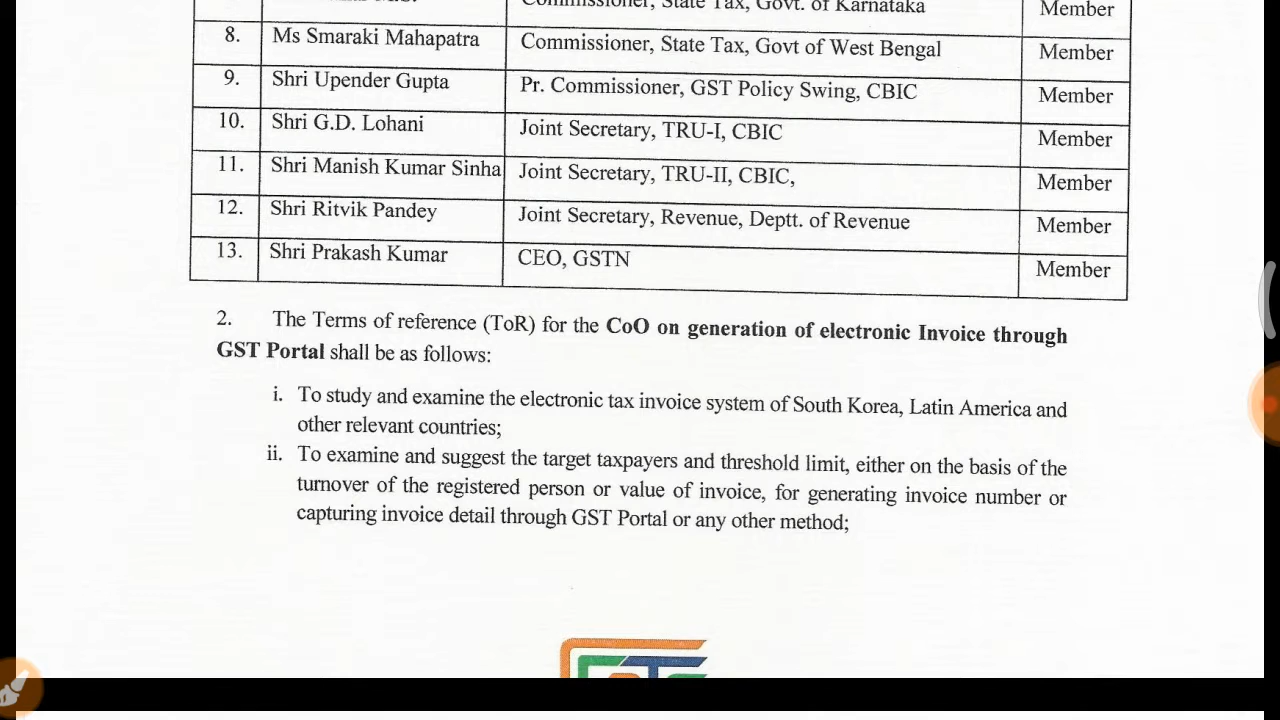 Commissioner, State Tax, Govt. of Karnataka Member
8. Ms Smaraki Mahapatra Commissioner, State Tax, Govt of West Bengal Member
9. Shri Upender Gupta Pr. Commissioner, GST Policy Swing, CBIC Member
10. Shri G.D. Lohani Joint Secretary, TRU-I, CBIC Member
11. Shri Manish Kumar Sinha Joint Secretary, TRU-II, CBIC, Member
12. Shri Ritvik Pandey Joint Secretary, Revenue, Deptt. of Revenue Member
13. Shri Prakash Kumar CEO, GSTN Member
2. The Terms of reference (ToR) for the CoO on generation of electronic Invoice through
GST Portal shall be as follows:
i. To study and examine the electronic tax invoice system of South Korea, Latin America and
other relevant countries;
ii. To examine and suggest the target taxpayers and threshold limit, either on the basis of the
turnover of the registered person or value of invoice, for generating invoice number or
capturing invoice detail through GST Portal or any other method;